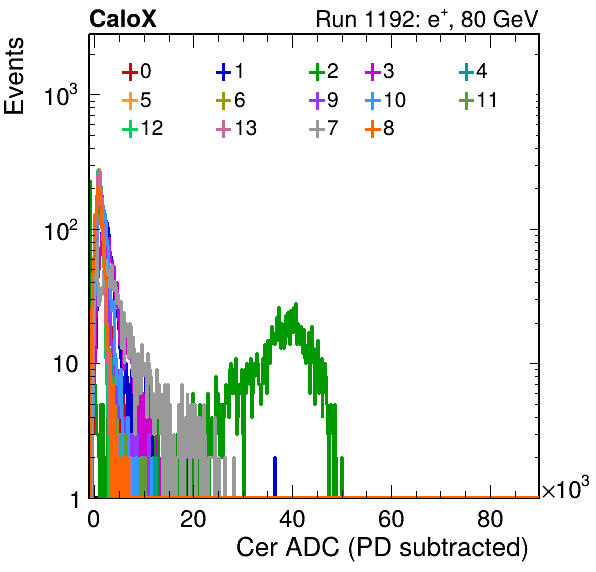 CaloX Run 1192: e⁺, 80 GeV
Events
0 1 2 3 4
5 6 9 10 11
12 13 7 8
10³
10²
10
1
0 20 40 60 80 ×10³
Cer ADC (PD subtracted)